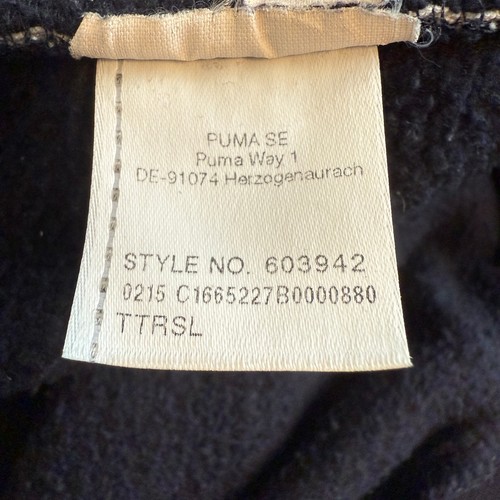 PUMA SE
Puma Way 1
DE-91074 Herzogenaurach
STYLE NO. 603942
0215 C1665227B0000880
TTRSL